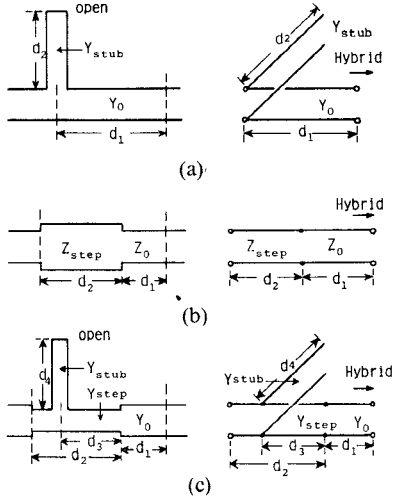 open
d2
Ystub
Y0
d1
d2
Ystub
Hybrid
Y0
d1
(a)
Zstep
Z0
d2
d1
Hybrid
Zstep
Z0
d2
d1
(b)
open
d4
Ystub
Ystep
Y0
d3
d2
d1
d4
Ystub
Hybrid
Ystep
Y0
d3
d1
d2
(c)